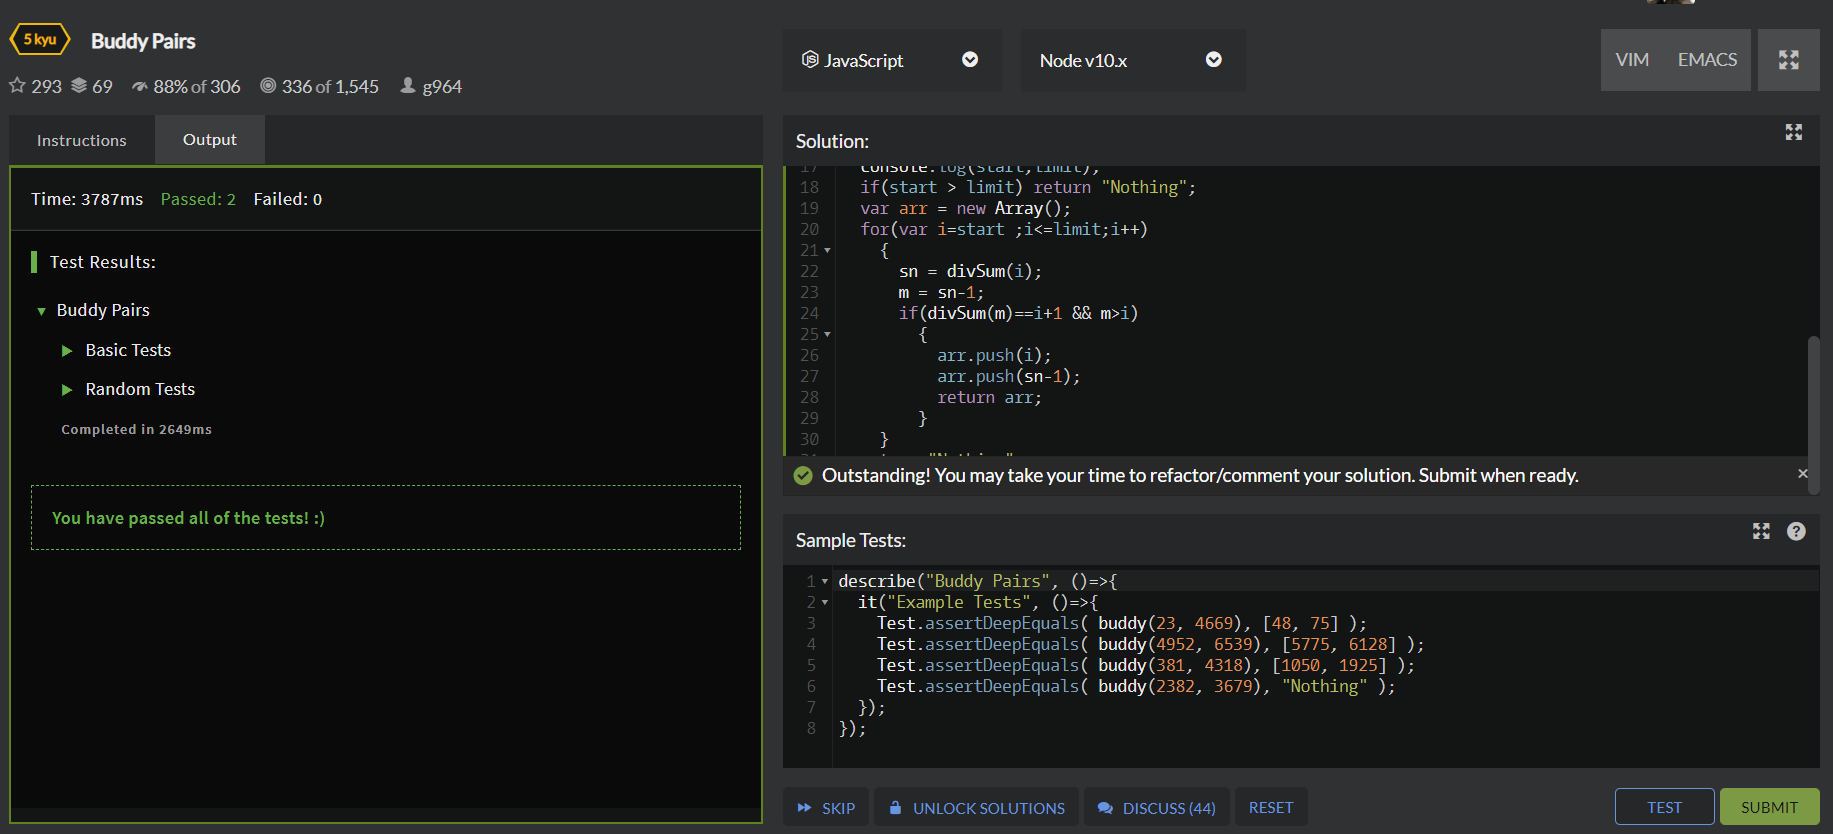 5 kyu Buddy Pairs
293 69 88% of 306 336 of 1,545 g964
Instructions Output
Time: 3787ms Passed: 2 Failed: 0
Test Results:
Buddy Pairs
Basic Tests
Random Tests
Completed in 2649ms
You have passed all of the tests! :)
JavaScript
Node v10.x
VIM EMACS
Solution:
17 console.log(start,limit);
18 if(start > limit) return "Nothing";
19 var arr = new Array();
20 for(var i=start ;i<=limit;i++)
21 {
22 sn = divSum(i);
23 m = sn-1;
24 if(divSum(m)==i+1 && m>i)
25 {
26 arr.push(i);
27 arr.push(sn-1);
28 return arr;
29 }
30 }
Outstanding! You may take your time to refactor/comment your solution. Submit when ready.
Sample Tests:
1 describe("Buddy Pairs", ()=>{
2 it("Example Tests", ()=>{
3 Test.assertDeepEquals( buddy(23, 4669), [48, 75] );
4 Test.assertDeepEquals( buddy(4952, 6539), [5775, 6128] );
5 Test.assertDeepEquals( buddy(381, 4318), [1050, 1925] );
6 Test.assertDeepEquals( buddy(2382, 3679), "Nothing" );
7 });
8 });
SKIP UNLOCK SOLUTIONS DISCUSS (44) RESET TEST SUBMIT